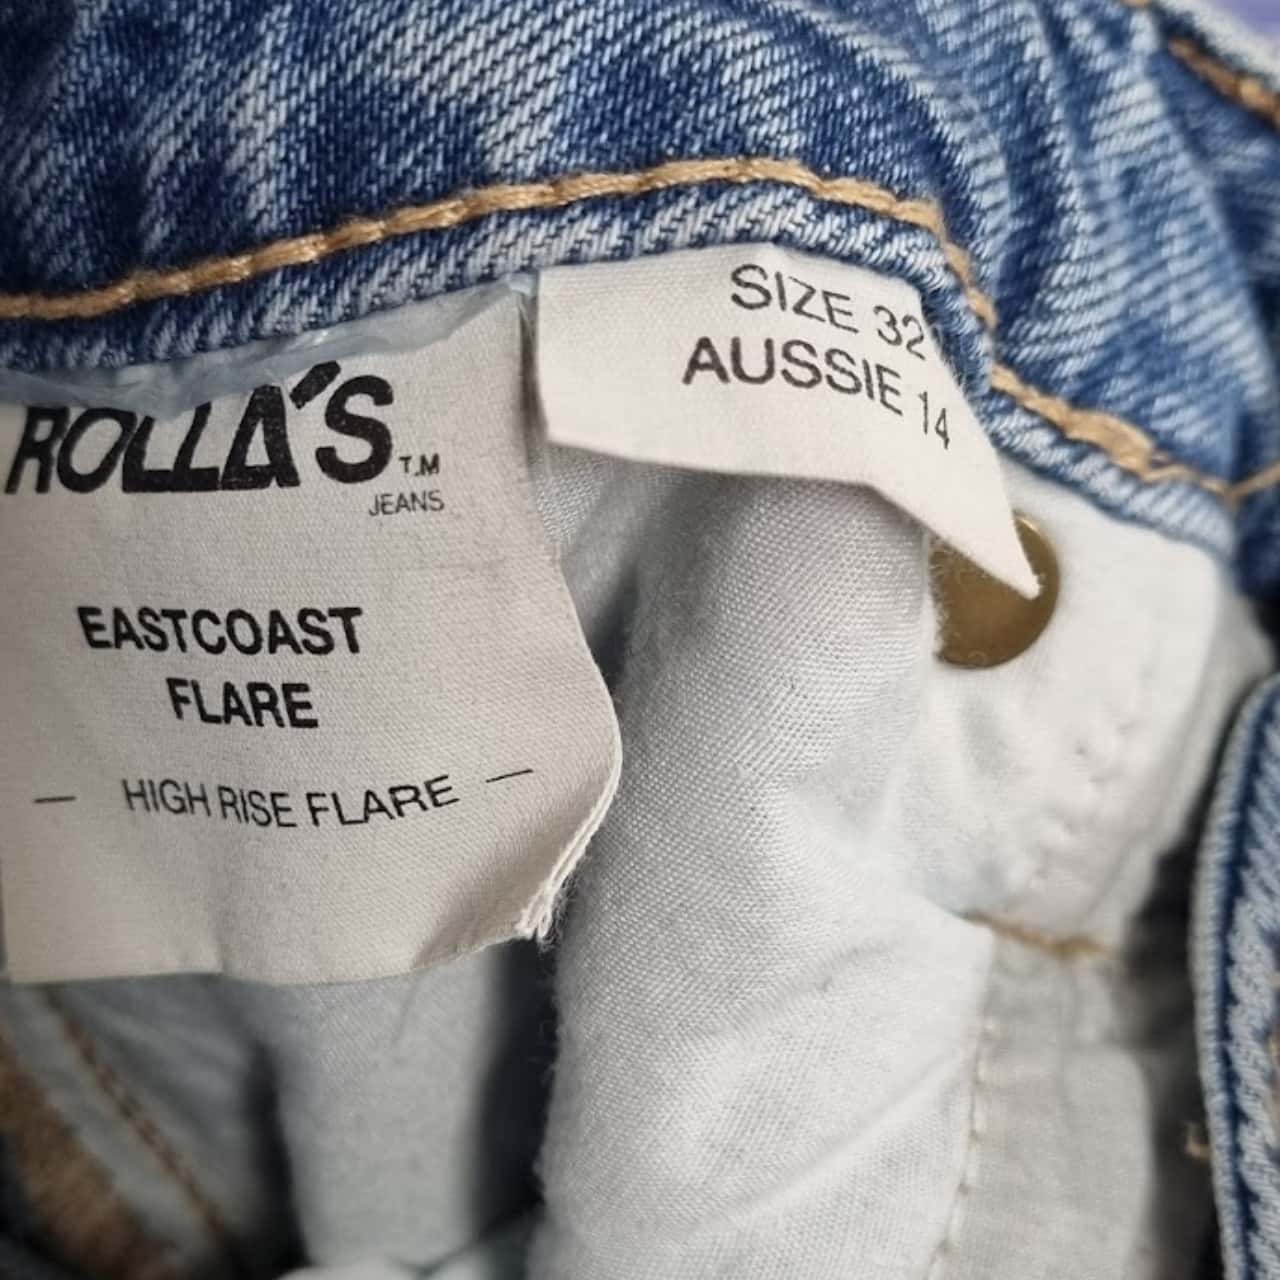 ROLLA'S T.M
JEANS
EASTCOAST
FLARE
— HIGH RISE FLARE —
SIZE 32
AUSSIE 14